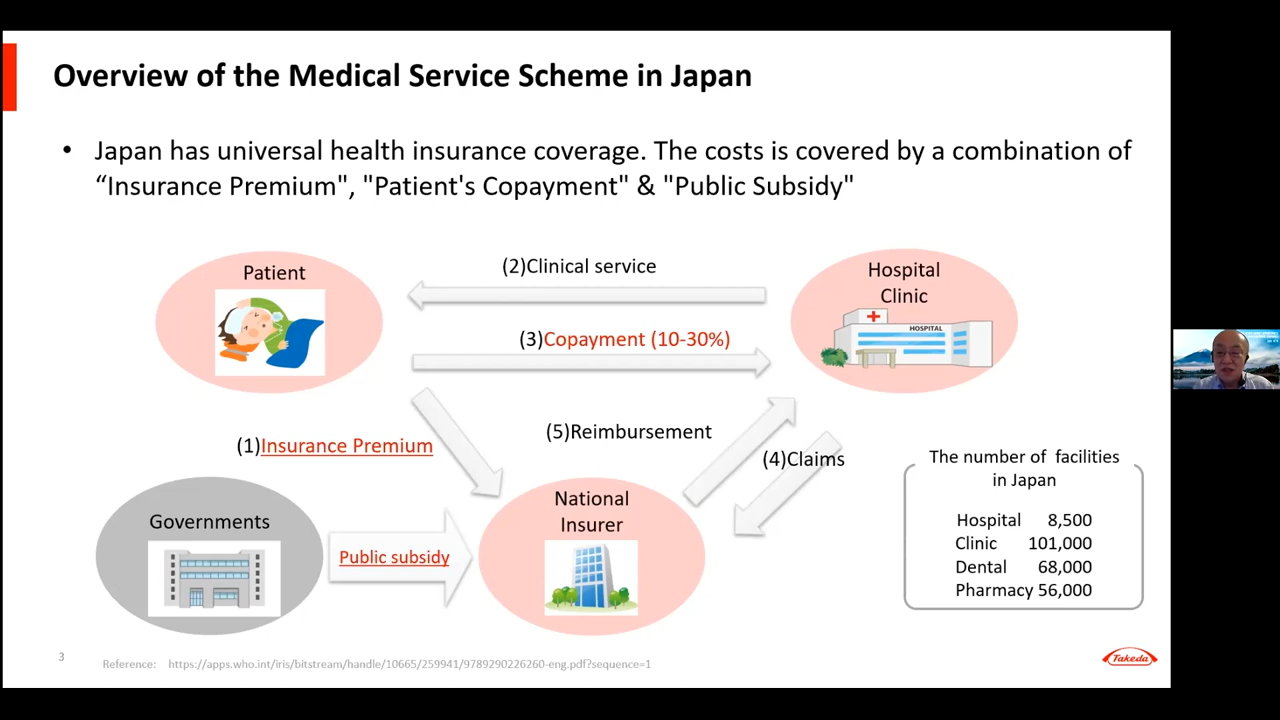 Overview of the Medical Service Scheme in Japan
• Japan has universal health insurance coverage. The costs is covered by a combination of
“Insurance Premium", "Patient's Copayment" & "Public Subsidy"
Patient
(2)Clinical service
Hospital
Clinic
HOSPITAL
(3)Copayment (10-30%)
(1)Insurance Premium
(5)Reimbursement
(4)Claims
Governments
Public subsidy
National
Insurer
The number of facilities
in Japan
Hospital 8,500
Clinic 101,000
Dental 68,000
Pharmacy 56,000
3
Reference: https://apps.who.int/iris/bitstream/handle/10665/259941/9789290226260-eng.pdf?sequence=1
Takeda